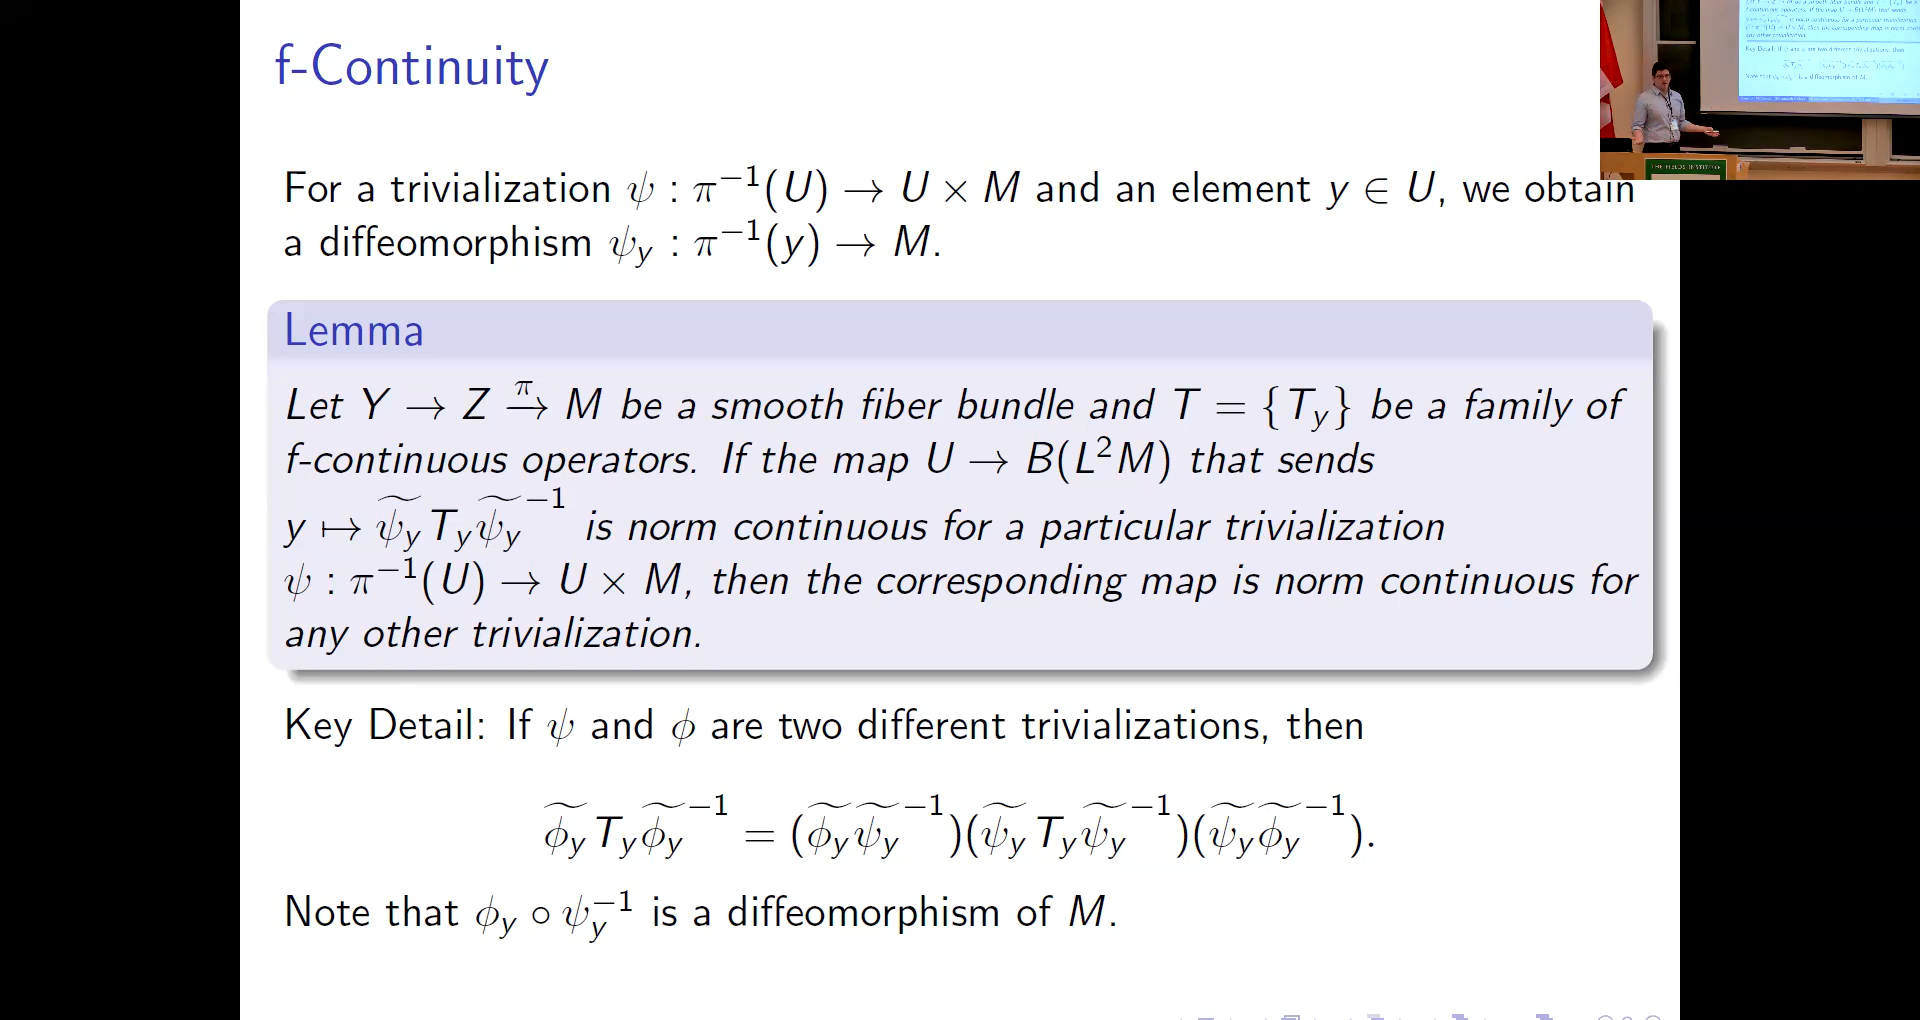 f-Continuity
For a trivialization ψ : π⁻¹(U) → U × M and an element y ∈ U, we obtain
a diffeomorphism ψ_y : π⁻¹(y) → M.
Lemma
Let Y → Z →^π M be a smooth fiber bundle and T = {T_y} be a family of
f-continuous operators. If the map U → B(L²M) that sends
y ↦ ψ̃_y T_y ψ̃_y⁻¹ is norm continuous for a particular trivialization
ψ : π⁻¹(U) → U × M, then the corresponding map is norm continuous for
any other trivialization.
Key Detail: If ψ and φ are two different trivializations, then
φ̃_y T_y φ̃_y⁻¹ = (φ̃_y ψ̃_y⁻¹)(ψ̃_y T_y ψ̃_y⁻¹)(ψ̃_y φ̃_y⁻¹).
Note that φ_y ∘ ψ_y⁻¹ is a diffeomorphism of M.
THE FIELDS INSTITUTE